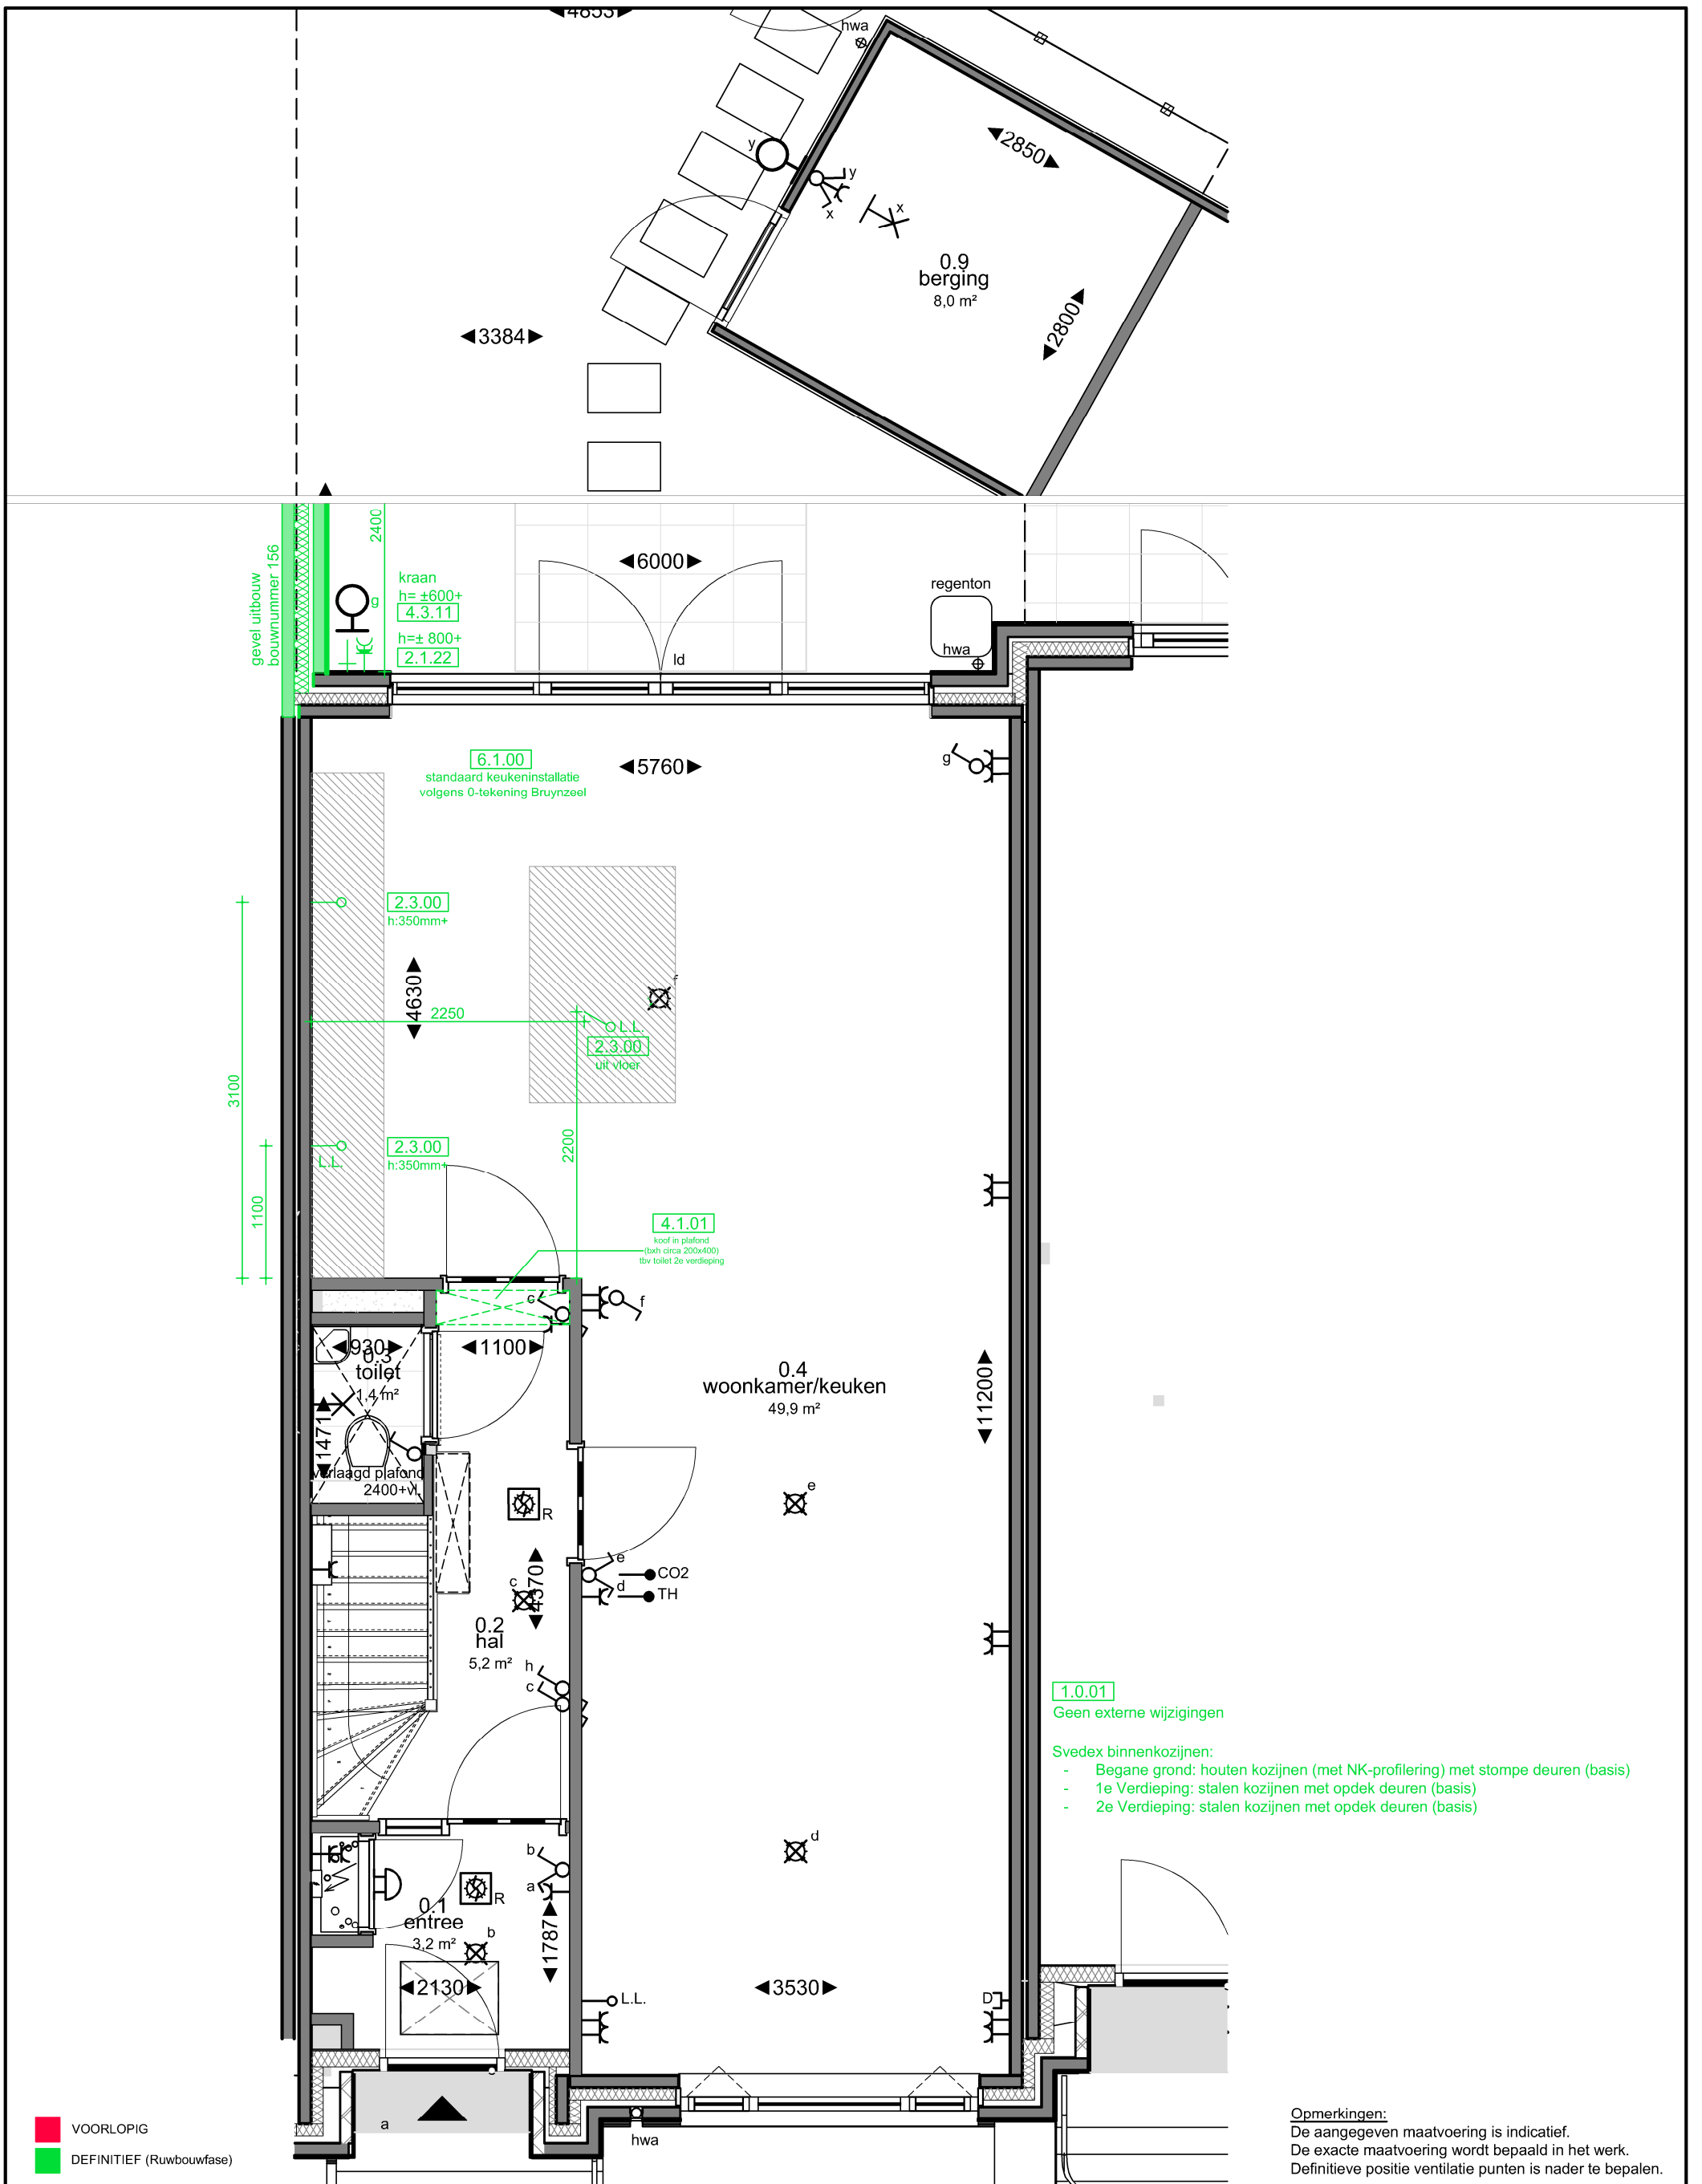 4853
hwa
2850
y
y
x
x
0.9
berging
8,0 m²
2800
3384
2400
gevel uitbouw
bouwnummer 156
kraan
h= ±600+
4.3.11
g
h=± 800+
2.1.22
6000
regenton
hwa
ld
6.1.00
standaard keukeninstallatie
volgens 0-tekening Bruynzeel
5760
g
2.3.00
h:350mm+
4630
2250
f
L.L.
2.3.00
uit vloer
3100
2200
2.3.00
h:350mm+
L.L.
1100
4.1.01
koof in plafond
(bxh circa 200x400)
tbv toilet 2e verdieping
c
f
930
1100
0.3
toilet
1,4 m²
1471
verlaagd plafond
2400+vl.
0.4
woonkamer/keuken
49,9 m²
11200
R
e
e
CO2
d
TH
c
4370
0.2
hal
5,2 m²
h
c
1.0.01
Geen externe wijzigingen
Svedex binnenkozijnen:
- Begane grond: houten kozijnen (met NK-profilering) met stompe deuren (basis)
- 1e Verdieping: stalen kozijnen met opdek deuren (basis)
- 2e Verdieping: stalen kozijnen met opdek deuren (basis)
d
b
a
R
0.1
entree
3,2 m²
b
1787
2130
3530
L.L.
D
a
hwa
VOORLOPIG
DEFINITIEF (Ruwbouwfase)
Opmerkingen:
De aangegeven maatvoering is indicatief.
De exacte maatvoering wordt bepaald in het werk.
Definitieve positie ventilatie punten is nader te bepalen.